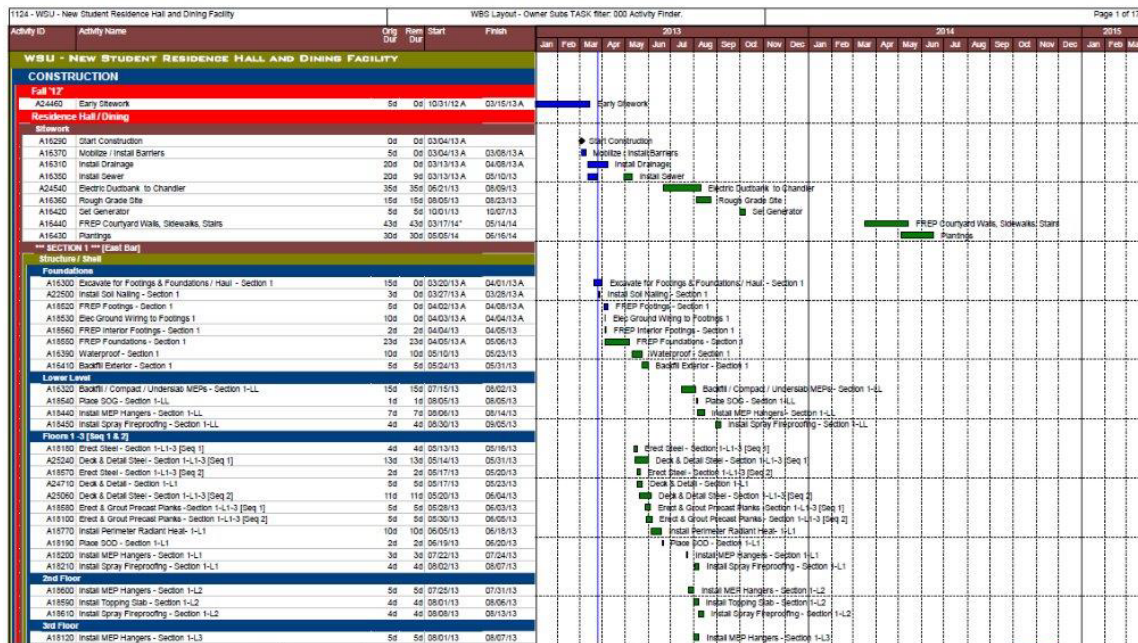 1124 - WSU - New Student Residence Hall and Dining Facility WBS Layout - Owner Subs TASK filter: 000 Activity Finder. Page 1 of 17
Activity ID Activity Name Orig Dur Rem Dur Start Finish 2013 2014 2015
Jan Feb Mar Apr May Jun Jul Aug Sep Oct Nov Dec Jan Feb Mar Apr May Jun Jul Aug Sep Oct Nov Dec Jan Feb
WSU - NEW STUDENT RESIDENCE HALL AND DINING FACILITY
CONSTRUCTION
Fall '12'
A24460 Early Sitework 5d 0d 10/31/12 A 03/15/13 A Early Sitework
Residence Hall / Dining
Sitework
A16290 Start Construction 0d 0d 03/04/13 A Start Construction
A16370 Mobilize / Install Barriers 5d 0d 03/04/13 A 03/08/13 A Mobilize / Install Barriers
A16310 Install Drainage 20d 0d 03/13/13 A 04/08/13 A Install Drainage
A16350 Install Sewer 20d 9d 03/13/13 A 05/10/13 Install Sewer
A24540 Electric Ductbank to Chandler 35d 35d 06/21/13 08/09/13 Electric Ductbank to Chandler
A16360 Rough Grade Site 15d 15d 08/05/13 08/23/13 Rough Grade Site
A16420 Set Generator 5d 5d 10/01/13 10/07/13 Set Generator
A16440 FREP Courtyard Walls, Sidewalks, Stairs 43d 43d 03/17/14* 05/14/14 FREP Courtyard Walls, Sidewalks, Stairs
A16430 Plantings 30d 30d 05/05/14 06/16/14 Plantings
*** SECTION 1 *** [East Bar]
Structure / Shell
Foundations
A16300 Excavate for Footings & Foundations / Haul - Section 1 15d 0d 03/20/13 A 04/01/13 A Excavate for Footings & Foundations / Haul - Section 1
A22500 Install Soil Nailing - Section 1 3d 0d 03/27/13 A 03/28/13 A Install Soil Nailing - Section 1
A18520 FREP Footings - Section 1 5d 0d 04/02/13 A 04/08/13 A FREP Footings - Section 1
A18530 Elec Ground Wiring to Footings 1 10d 0d 04/03/13 A 04/04/13 A Elec Ground Wiring to Footings 1
A18560 FREP Interior Footings - Section 1 2d 2d 04/04/13 04/05/13 FREP Interior Footings - Section 1
A18550 FREP Foundations - Section 1 23d 23d 04/05/13 A 05/06/13 FREP Foundations - Section 1
A16390 Waterproof - Section 1 10d 10d 05/10/13 05/23/13 Waterproof - Section 1
A16410 Backfill Exterior - Section 1 5d 5d 05/24/13 05/31/13 Backfill Exterior - Section 1
Lower Level
A16320 Backfill / Compact / Underslab MEPs - Section 1-LL 15d 15d 07/15/13 08/02/13 Backfill / Compact / Underslab MEPs - Section 1-LL
A18540 Place SOG - Section 1-LL 1d 1d 08/05/13 08/05/13 Place SOG - Section 1-LL
A18440 Install MEP Hangers - Section 1-LL 7d 7d 08/06/13 08/14/13 Install MEP Hangers - Section 1-LL
A18450 Install Spray Fireproofing - Section 1-LL 4d 4d 08/30/13 09/05/13 Install Spray Fireproofing - Section 1-LL
Floors 1 -3 [Seq 1 & 2]
A18180 Erect Steel - Section 1-L1-3 [Seq 1] 4d 4d 05/13/13 05/16/13 Erect Steel - Section 1-L1-3 [Seq 1]
A25240 Deck & Detail Steel - Section 1-L1-3 [Seq 1] 13d 13d 05/14/13 05/31/13 Deck & Detail Steel - Section 1-L1-3 [Seq 1]
A18570 Erect Steel - Section 1-L1-3 [Seq 2] 2d 2d 05/17/13 05/20/13 Erect Steel - Section 1-L1-3 [Seq 2]
A24710 Deck & Detail - Section 1-L1 5d 5d 05/17/13 05/23/13 Deck & Detail - Section 1-L1
A25060 Deck & Detail Steel - Section 1-L1-3 [Seq 2] 11d 11d 05/20/13 06/04/13 Deck & Detail Steel - Section 1-L1-3 [Seq 2]
A18580 Erect & Grout Precast Planks -Section 1-L1-3 [Seq 1] 5d 5d 05/28/13 06/03/13 Erect & Grout Precast Planks -Section 1-L1-3 [Seq 1]
A18100 Erect & Grout Precast Planks - Section 1-L1-3 [Seq 2] 5d 5d 05/30/13 06/05/13 Erect & Grout Precast Planks - Section 1-L1-3 [Seq 2]
A18770 Install Perimeter Radiant Heat- 1-L1 10d 10d 06/05/13 06/18/13 Install Perimeter Radiant Heat- 1-L1
A18190 Place SOD - Section 1-L1 2d 2d 06/19/13 06/20/13 Place SOD - Section 1-L1
A18200 Install MEP Hangers - Section 1-L1 3d 3d 07/22/13 07/24/13 Install MEP Hangers - Section 1-L1
A18210 Install Spray Fireproofing - Section 1-L1 4d 4d 08/02/13 08/07/13 Install Spray Fireproofing - Section 1-L1
2nd Floor
A18600 Install MEP Hangers - Section 1-L2 5d 5d 07/25/13 07/31/13 Install MEP Hangers - Section 1-L2
A18590 Install Topping Slab - Section 1-L2 4d 4d 08/01/13 08/06/13 Install Topping Slab - Section 1-L2
A18610 Install Spray Fireproofing - Section 1-L2 4d 4d 08/08/13 08/13/13 Install Spray Fireproofing - Section 1-L2
3rd Floor
A18120 Install MEP Hangers - Section 1-L3 5d 5d 08/01/13 08/07/13 Install MEP Hangers - Section 1-L3